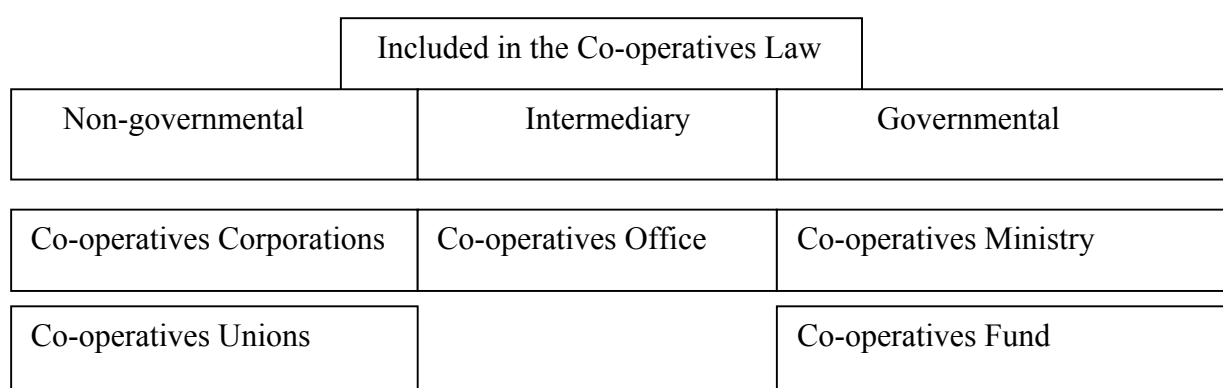 Included in the Co-operatives Law
Non-governmental
Intermediary
Governmental
Co-operatives Corporations
Co-operatives Office
Co-operatives Ministry
Co-operatives Unions
Co-operatives Fund